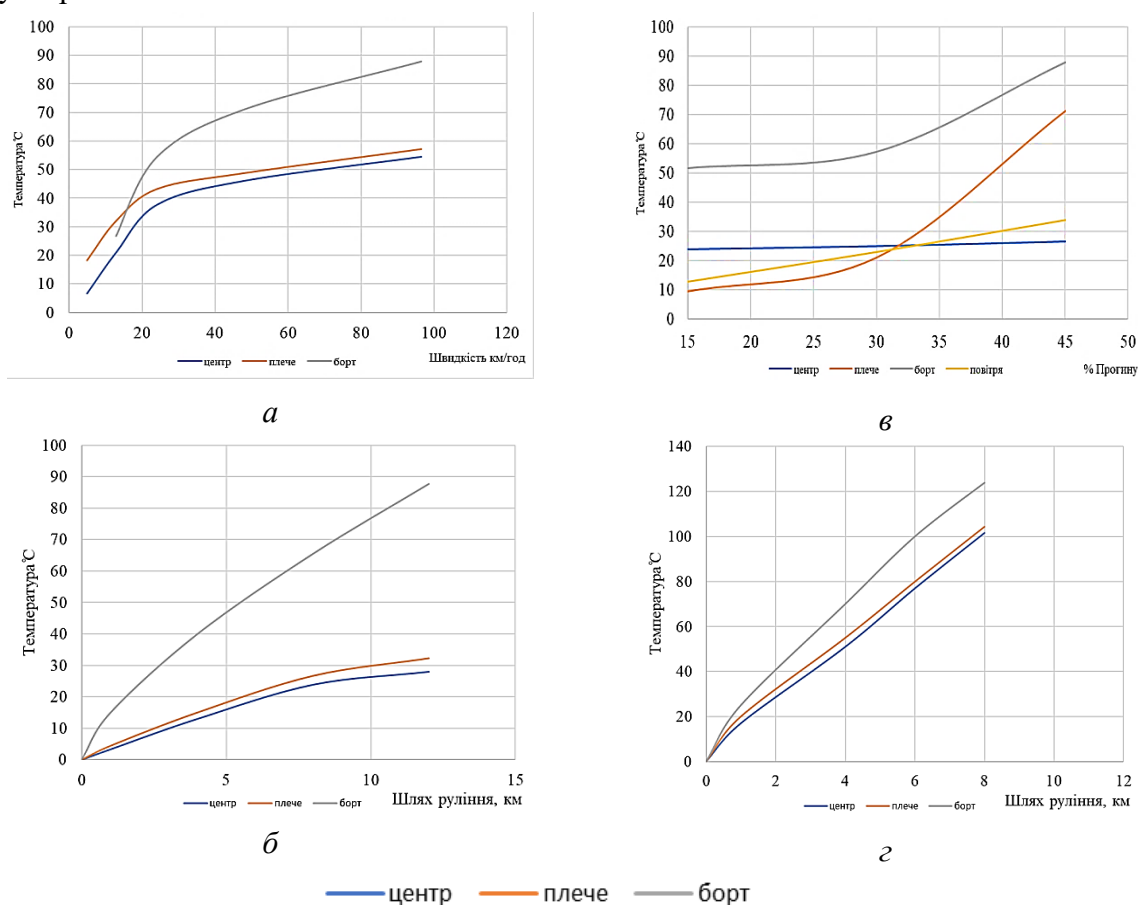 100
90
80
70
60
50
40
30
20
10
0
Температура℃
0 20 40 60 80 100 120
центр плече борт
Швидкість км/год
а
100
90
80
70
60
50
40
30
20
10
0
Температура℃
15 20 25 30 35 40 45 50
центр плече борт повітря
% Прогину
в
100
90
80
70
60
50
40
30
20
10
0
Температура℃
0 5 10 15
центр плече борт
Шлях руління, км
б
140
120
100
80
60
40
20
0
Температура℃
0 2 4 6 8 10 12
центр плече борт
Шлях руління, км
г
центр плече борт